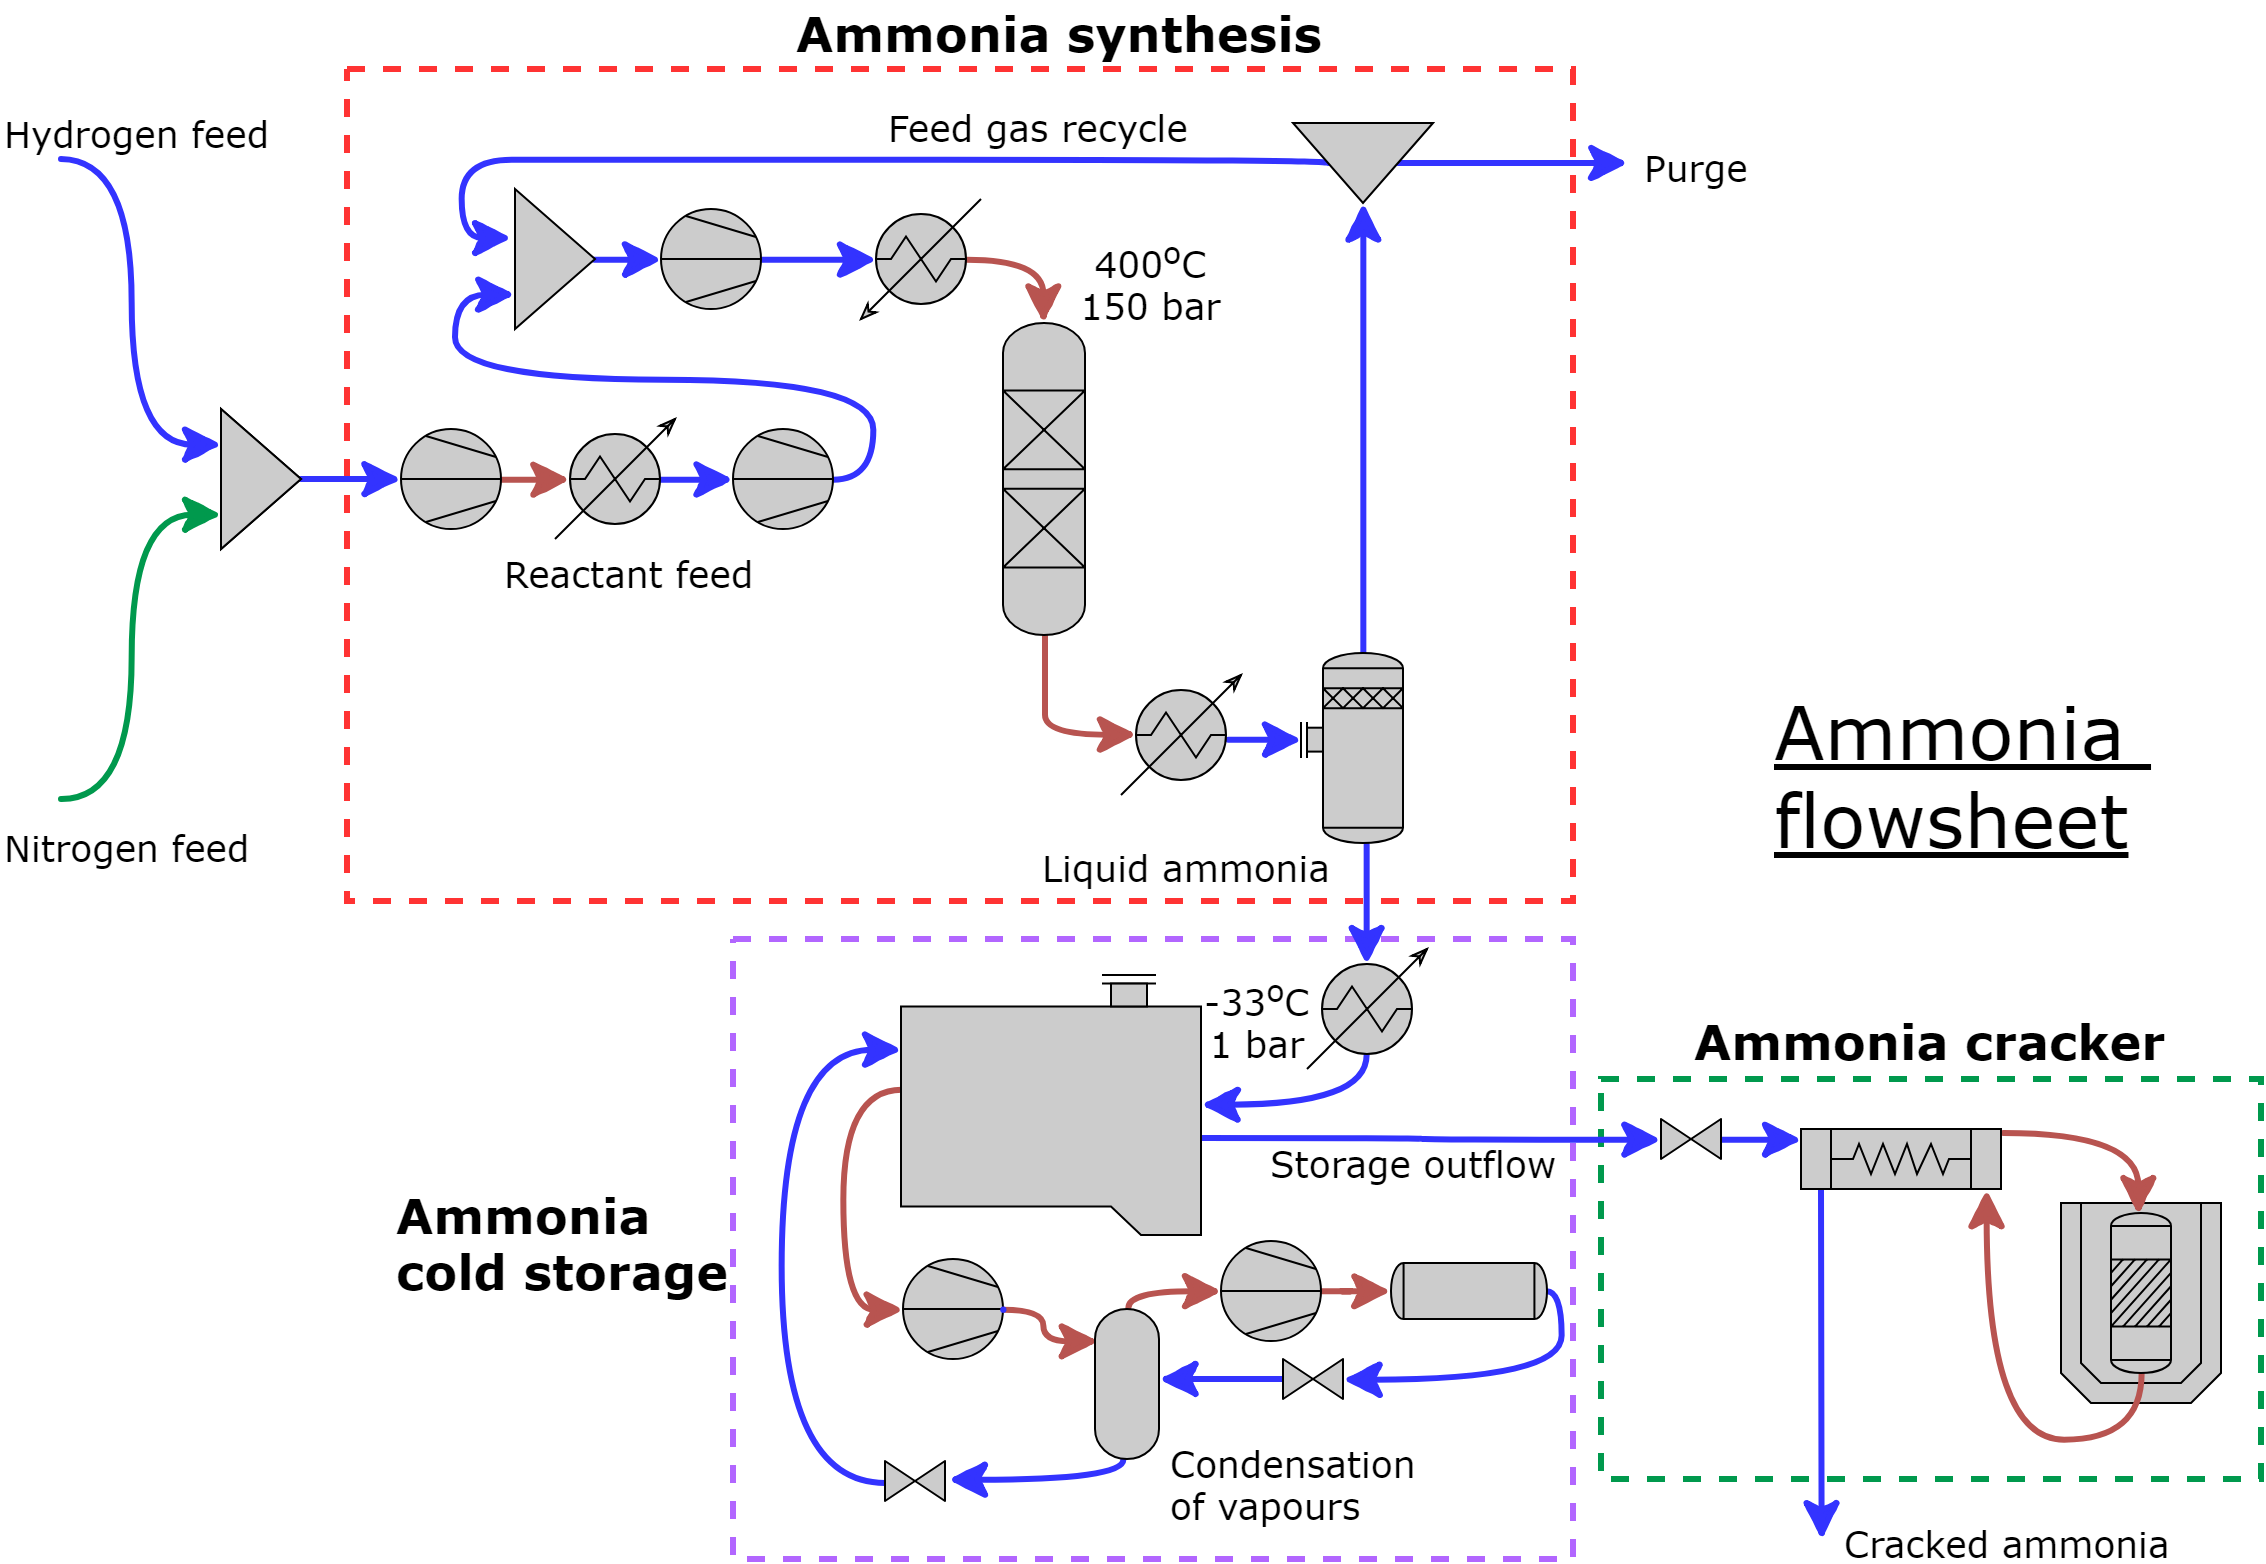 Ammonia synthesis
Hydrogen feed
Feed gas recycle
Purge
400°C
150 bar
Reactant feed
Nitrogen feed
Liquid ammonia
Ammonia
flowsheet
-33°C
1 bar
Ammonia cracker
Storage outflow
Ammonia
cold storage
Condensation
of vapours
Cracked ammonia